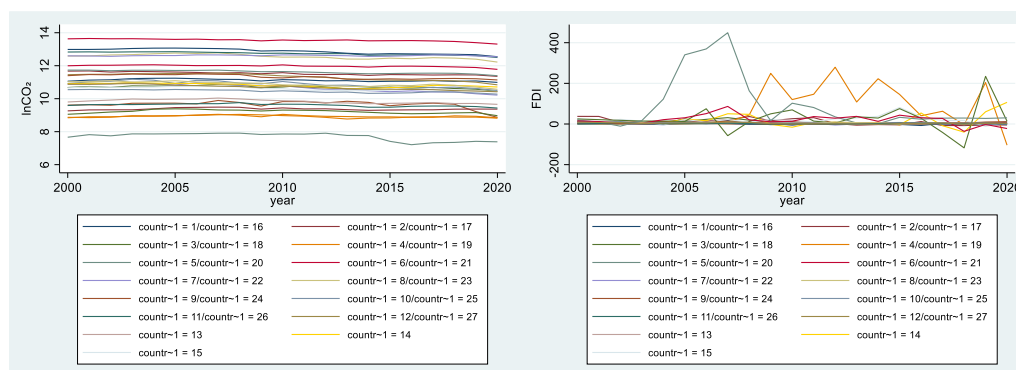 14
12
10
8
6
lnCO₂
2000 2005 2010 2015 2020
year
countr~1 = 1/countr~1 = 16 countr~1 = 2/countr~1 = 17
countr~1 = 3/countr~1 = 18 countr~1 = 4/countr~1 = 19
countr~1 = 5/countr~1 = 20 countr~1 = 6/countr~1 = 21
countr~1 = 7/countr~1 = 22 countr~1 = 8/countr~1 = 23
countr~1 = 9/countr~1 = 24 countr~1 = 10/countr~1 = 25
countr~1 = 11/countr~1 = 26 countr~1 = 12/countr~1 = 27
countr~1 = 13 countr~1 = 14
countr~1 = 15
400
200
0
-200
FDI
2000 2005 2010 2015 2020
year
countr~1 = 1/countr~1 = 16 countr~1 = 2/countr~1 = 17
countr~1 = 3/countr~1 = 18 countr~1 = 4/countr~1 = 19
countr~1 = 5/countr~1 = 20 countr~1 = 6/countr~1 = 21
countr~1 = 7/countr~1 = 22 countr~1 = 8/countr~1 = 23
countr~1 = 9/countr~1 = 24 countr~1 = 10/countr~1 = 25
countr~1 = 11/countr~1 = 26 countr~1 = 12/countr~1 = 27
countr~1 = 13 countr~1 = 14
countr~1 = 15